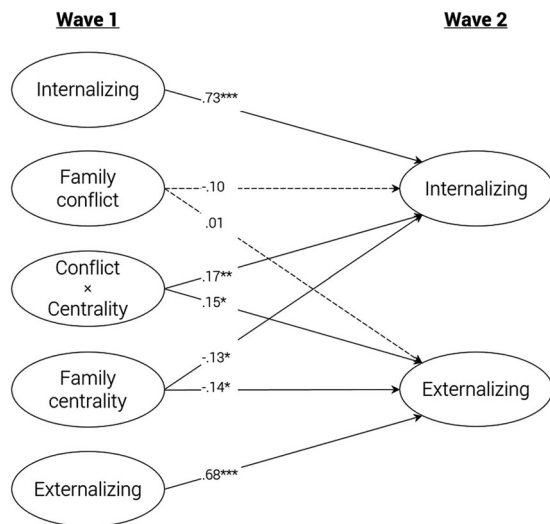 Wave 1
Wave 2
Internalizing
.73***
Family
conflict
-.10
Internalizing
.01
Conflict
×
Centrality
.17**
.15*
Family
centrality
-.13*
-.14*
Externalizing
Externalizing
.68***